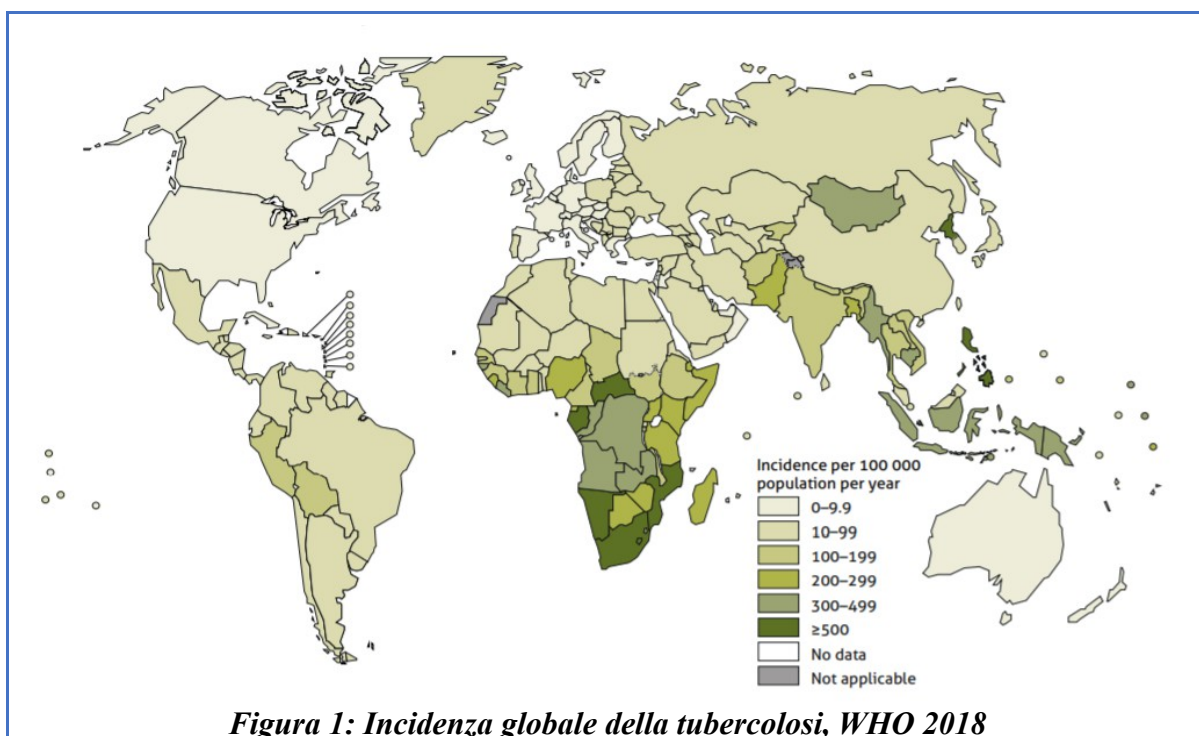 Incidence per 100 000
population per year
0–9.9
10–99
100–199
200–299
300–499
≥500
No data
Not applicable
Figura 1: Incidenza globale della tubercolosi, WHO 2018